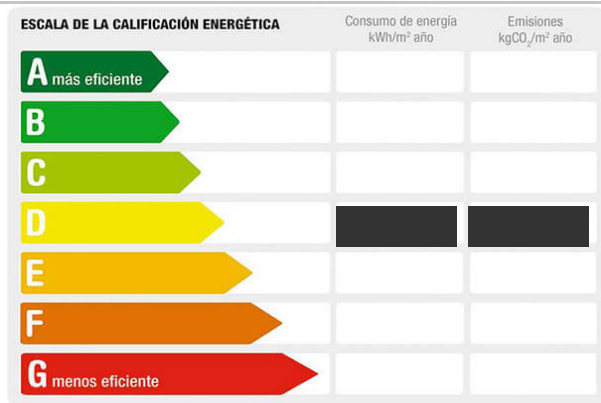 ESCALA DE LA CALIFICACIÓN ENERGÉTICA
Consumo de energía
kWh/m² año
Emisiones
kgCO₂/m² año
A más eficiente
B
C
D
E
F
G menos eficiente